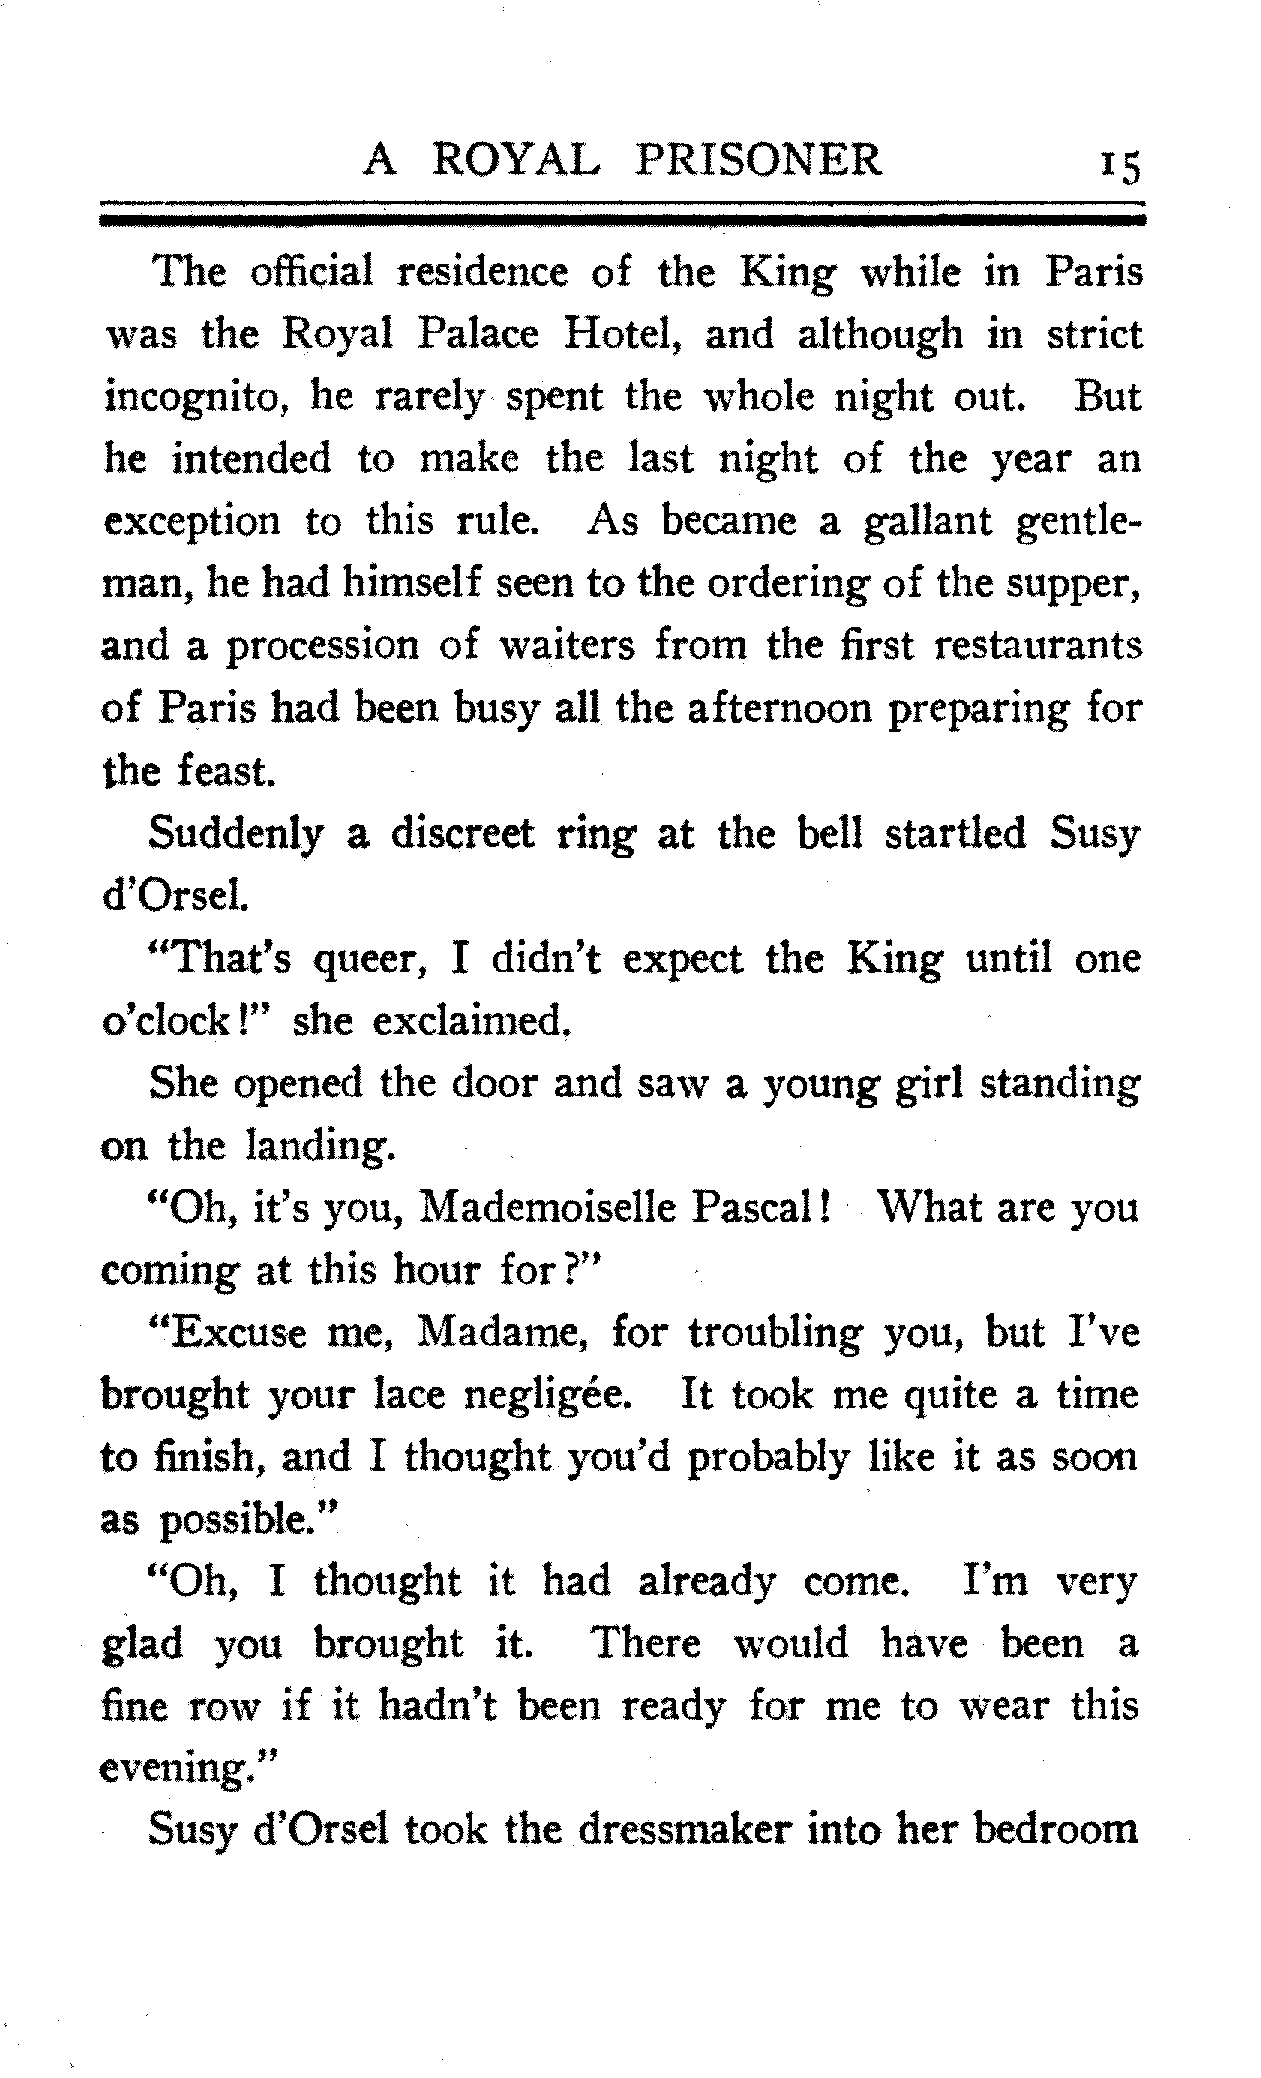 A ROYAL PRISONER 15
The official residence of the King while in Paris
was the Royal Palace Hotel, and although in strict
incognito, he rarely spent the whole night out. But
he intended to make the last night of the year an
exception to this rule. As became a gallant gentle-
man, he had himself seen to the ordering of the supper,
and a procession of waiters from the first restaurants
of Paris had been busy all the afternoon preparing for
the feast.
Suddenly a discreet ring at the bell startled Susy
d'Orsel.
"That's queer, I didn't expect the King until one
o'clock!" she exclaimed.
She opened the door and saw a young girl standing
on the landing.
"Oh, it's you, Mademoiselle Pascal! What are you
coming at this hour for?"
"Excuse me, Madame, for troubling you, but I've
brought your lace negligée. It took me quite a time
to finish, and I thought you'd probably like it as soon
as possible."
"Oh, I thought it had already come. I'm very
glad you brought it. There would have been a
fine row if it hadn't been ready for me to wear this
evening."
Susy d'Orsel took the dressmaker into her bedroom